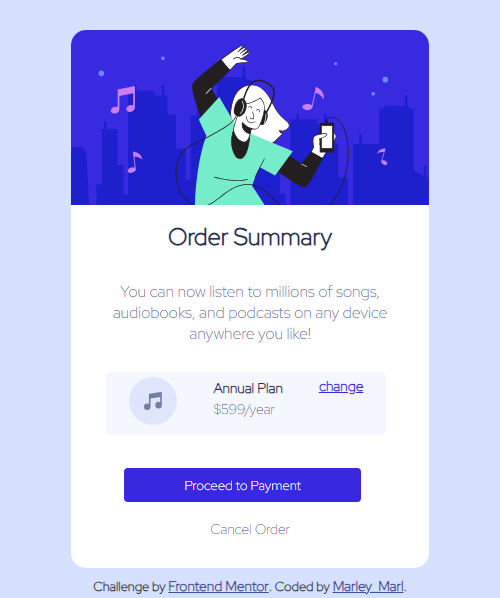 Order Summary
You can now listen to millions of songs,
audiobooks, and podcasts on any device
anywhere you like!
Annual Plan
change
$599/year
Proceed to Payment
Cancel Order
Challenge by Frontend Mentor. Coded by Marley_Marl.